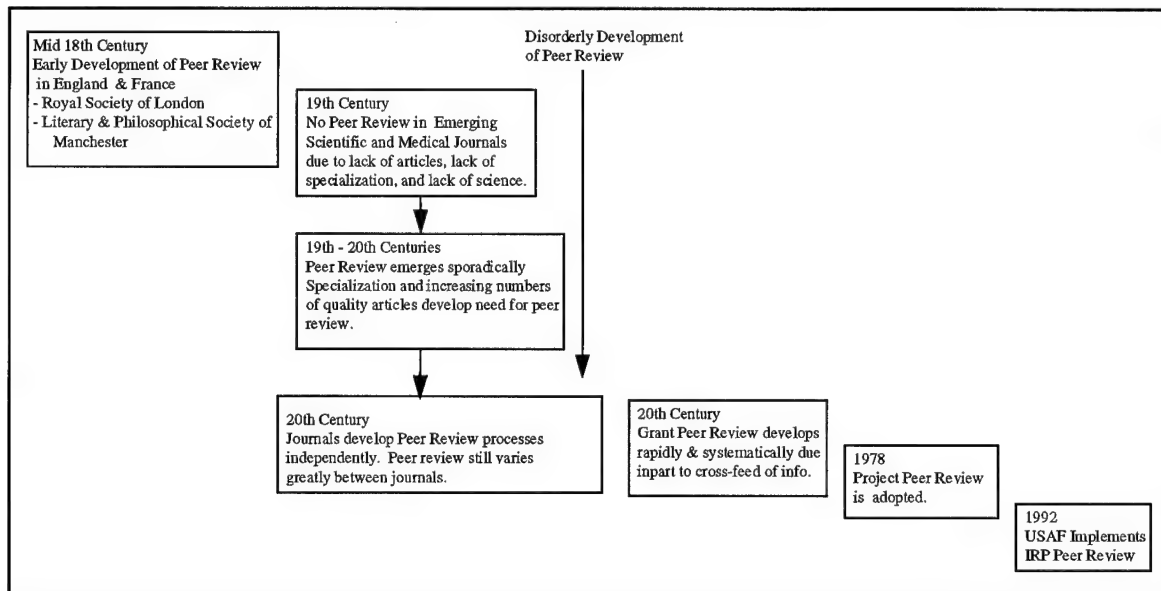 Mid 18th Century
Early Development of Peer Review
in England & France
- Royal Society of London
- Literary & Philosophical Society of
Manchester
Disorderly Development
of Peer Review
19th Century
No Peer Review in Emerging
Scientific and Medical Journals
due to lack of articles, lack of
specialization, and lack of science.
19th - 20th Centuries
Peer Review emerges sporadically
Specialization and increasing numbers
of quality articles develop need for peer
review.
20th Century
Journals develop Peer Review processes
independently. Peer review still varies
greatly between journals.
20th Century
Grant Peer Review develops
rapidly & systematically due
inpart to cross-feed of info.
1978
Project Peer Review
is adopted.
1992
USAF Implements
IRP Peer Review